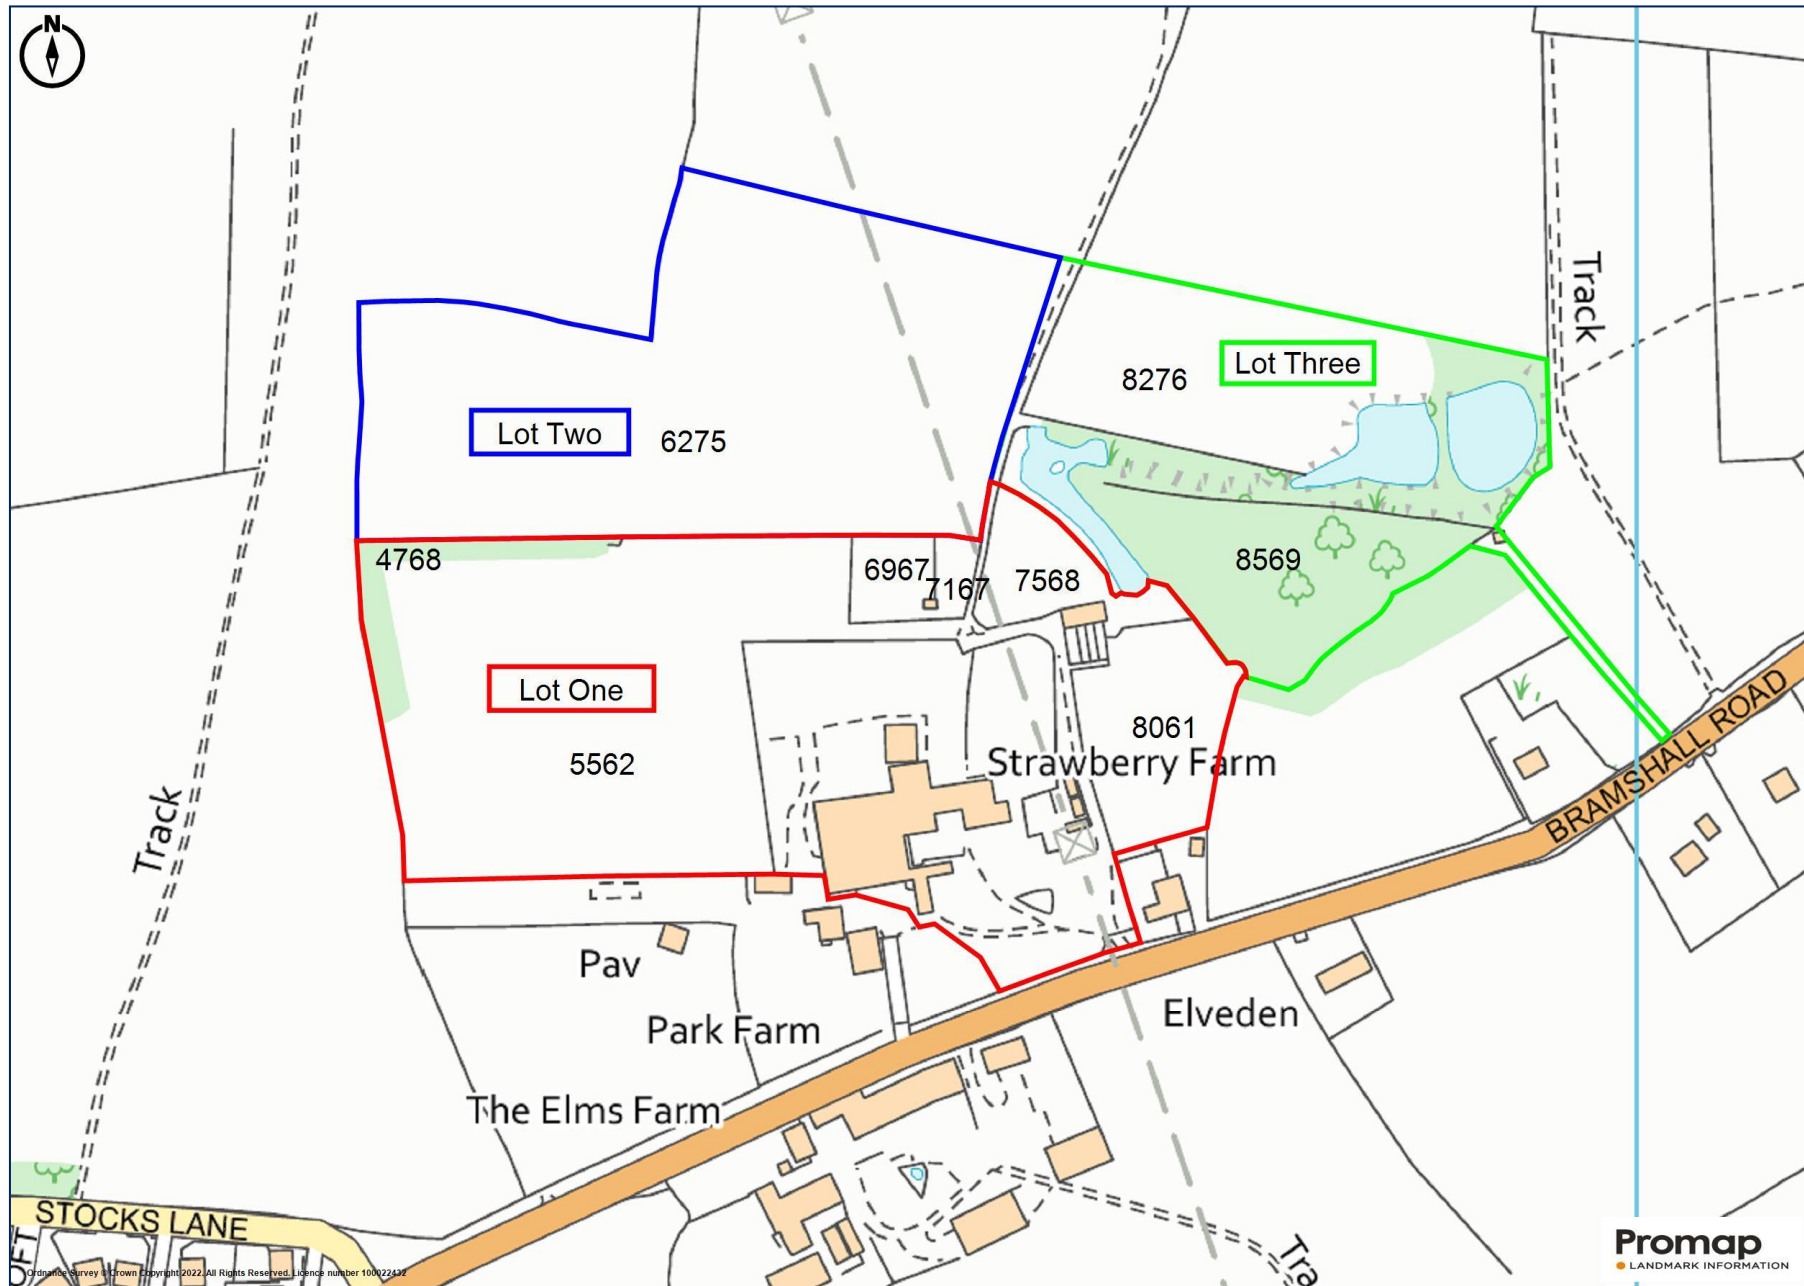 N
Track
Lot Three
8276
Lot Two
6275
4768
6967
7167
7568
8569
Lot One
8061
5562
Strawberry Farm
BRAMSHALL ROAD
Track
Pav
Elveden
Park Farm
The Elms Farm
STOCKS LANE
OFT
Tra
Promap
LANDMARK INFORMATION
Ordnance Survey © Crown Copyright 2022. All Rights Reserved. Licence number 100022432